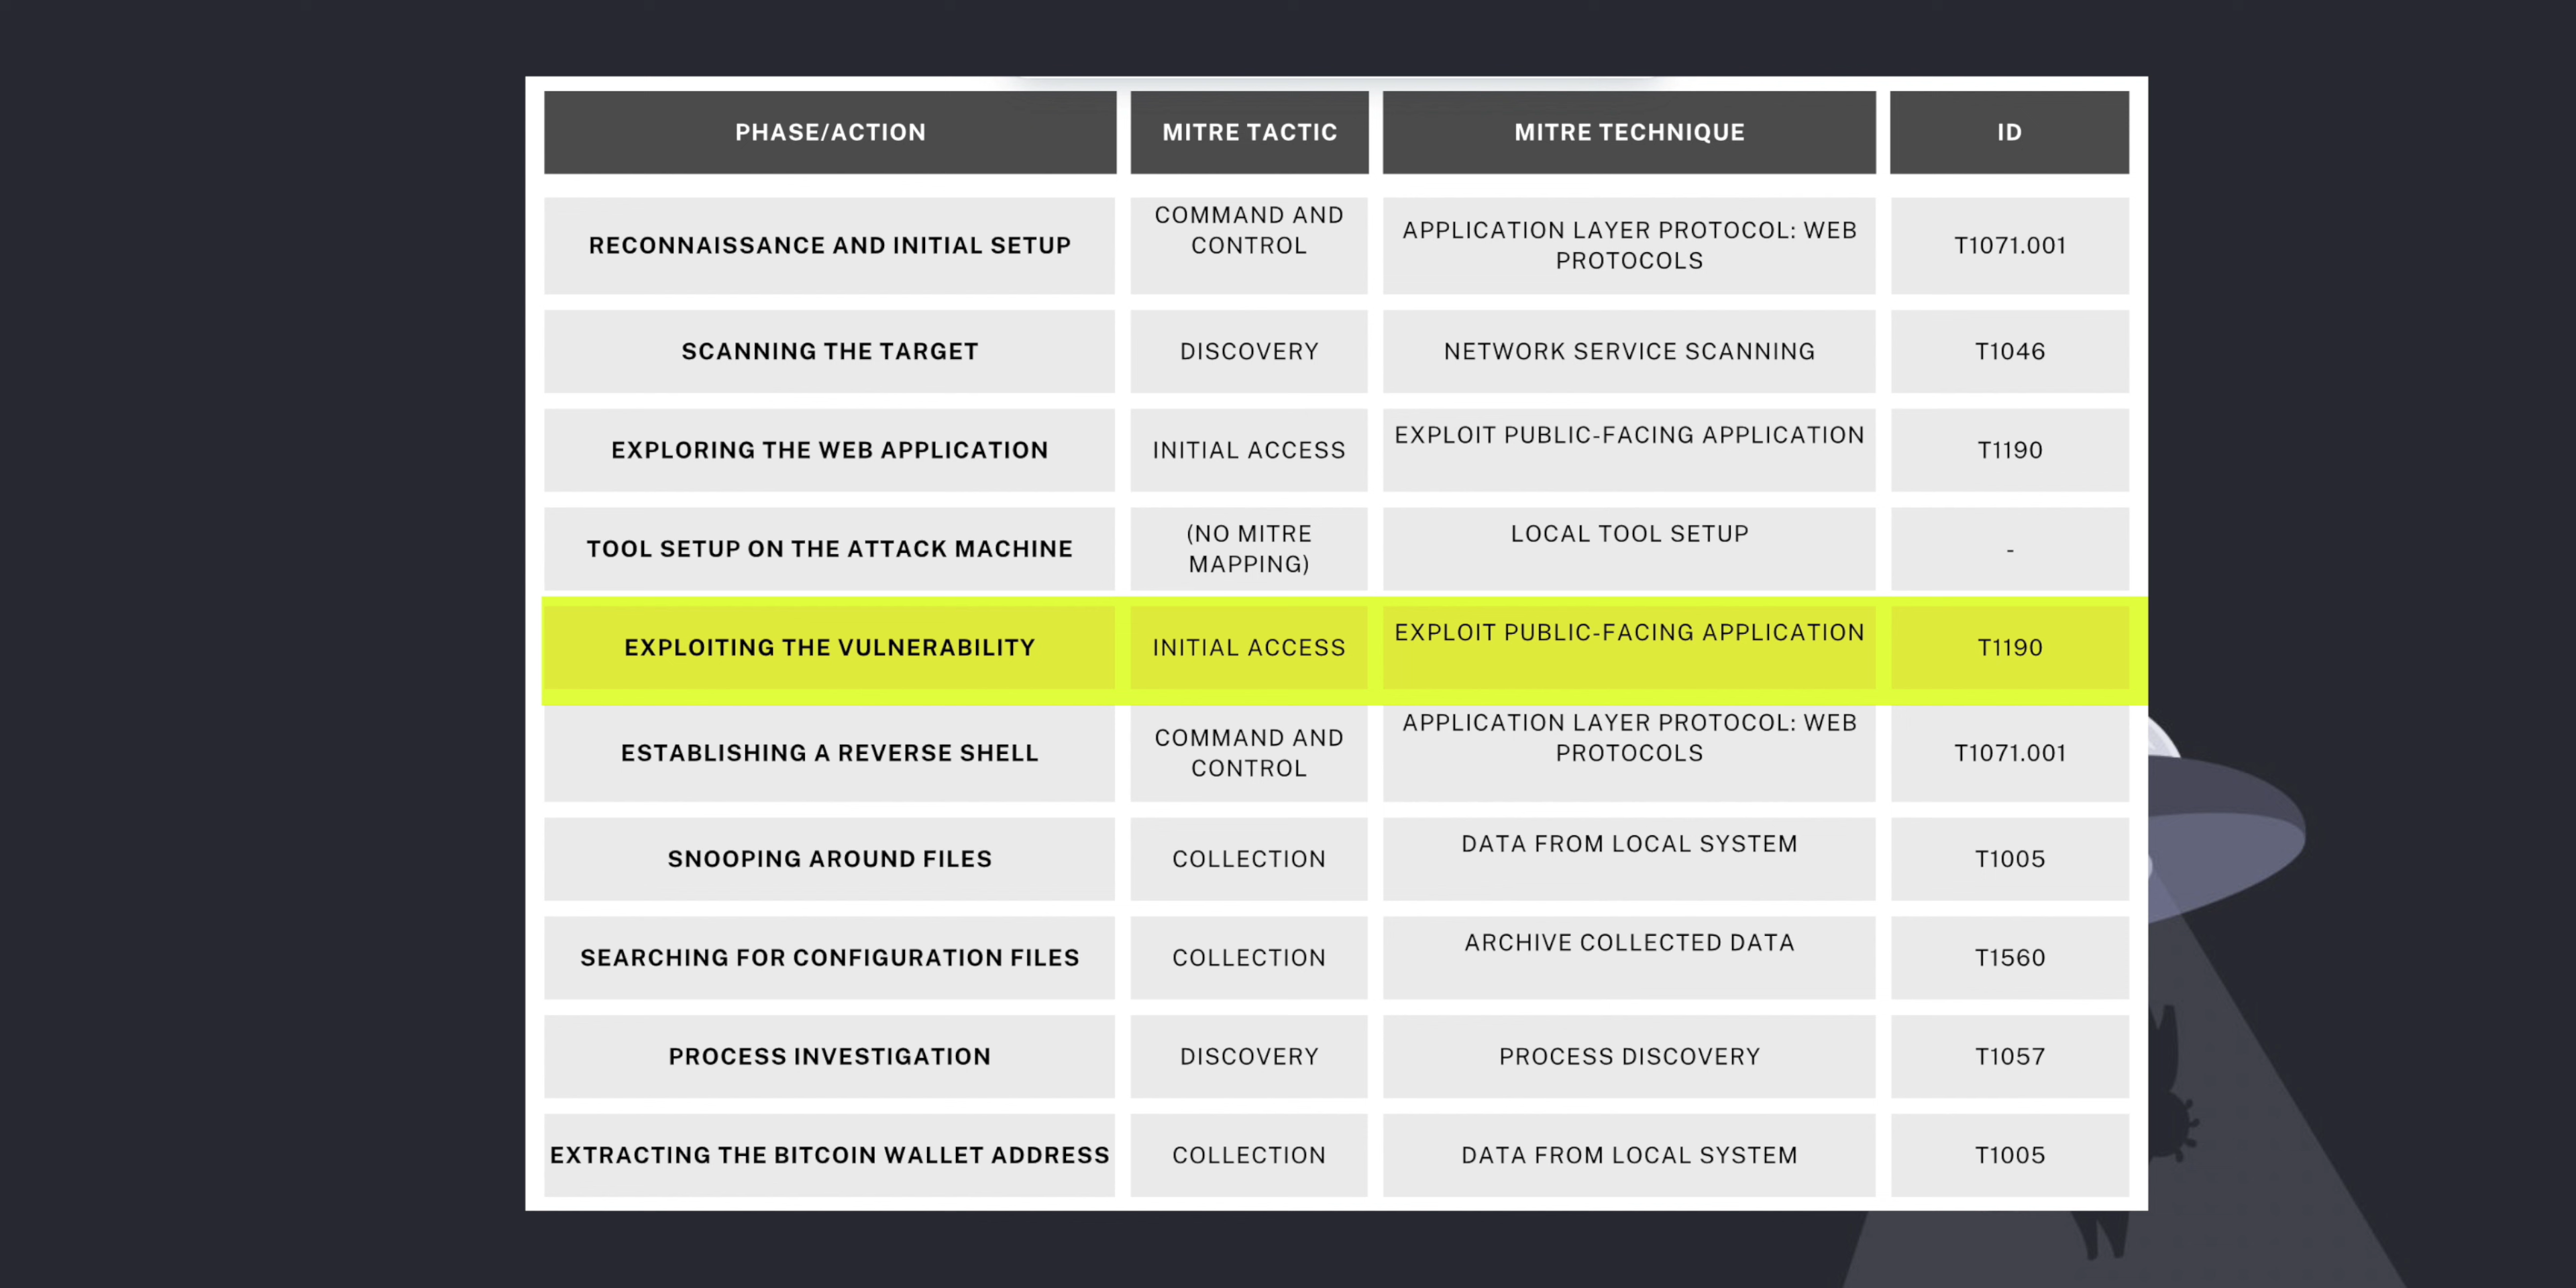 PHASE/ACTION
MITRE TACTIC
MITRE TECHNIQUE
ID
RECONNAISSANCE AND INITIAL SETUP
COMMAND AND
CONTROL
APPLICATION LAYER PROTOCOL: WEB
PROTOCOLS
T1071.001
SCANNING THE TARGET
DISCOVERY
NETWORK SERVICE SCANNING
T1046
EXPLORING THE WEB APPLICATION
INITIAL ACCESS
EXPLOIT PUBLIC-FACING APPLICATION
T1190
TOOL SETUP ON THE ATTACK MACHINE
(NO MITRE
MAPPING)
LOCAL TOOL SETUP
-
EXPLOITING THE VULNERABILITY
INITIAL ACCESS
EXPLOIT PUBLIC-FACING APPLICATION
T1190
ESTABLISHING A REVERSE SHELL
COMMAND AND
CONTROL
APPLICATION LAYER PROTOCOL: WEB
PROTOCOLS
T1071.001
SNOOPING AROUND FILES
COLLECTION
DATA FROM LOCAL SYSTEM
T1005
SEARCHING FOR CONFIGURATION FILES
COLLECTION
ARCHIVE COLLECTED DATA
T1560
PROCESS INVESTIGATION
DISCOVERY
PROCESS DISCOVERY
T1057
EXTRACTING THE BITCOIN WALLET ADDRESS
COLLECTION
DATA FROM LOCAL SYSTEM
T1005